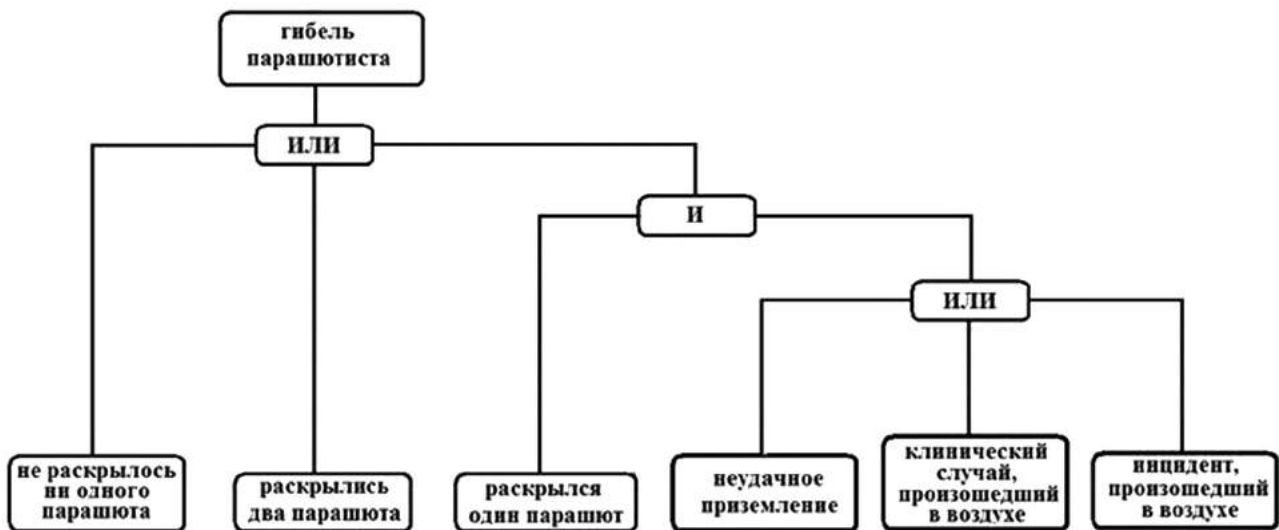 гибель
парашютиста
ИЛИ
И
ИЛИ
не раскрылось
ни одного
парашюта
раскрылись
два парашюта
раскрылся
один парашют
неудачное
приземление
клинический
случай,
произошедший
в воздухе
инцидент,
произошедший
в воздухе